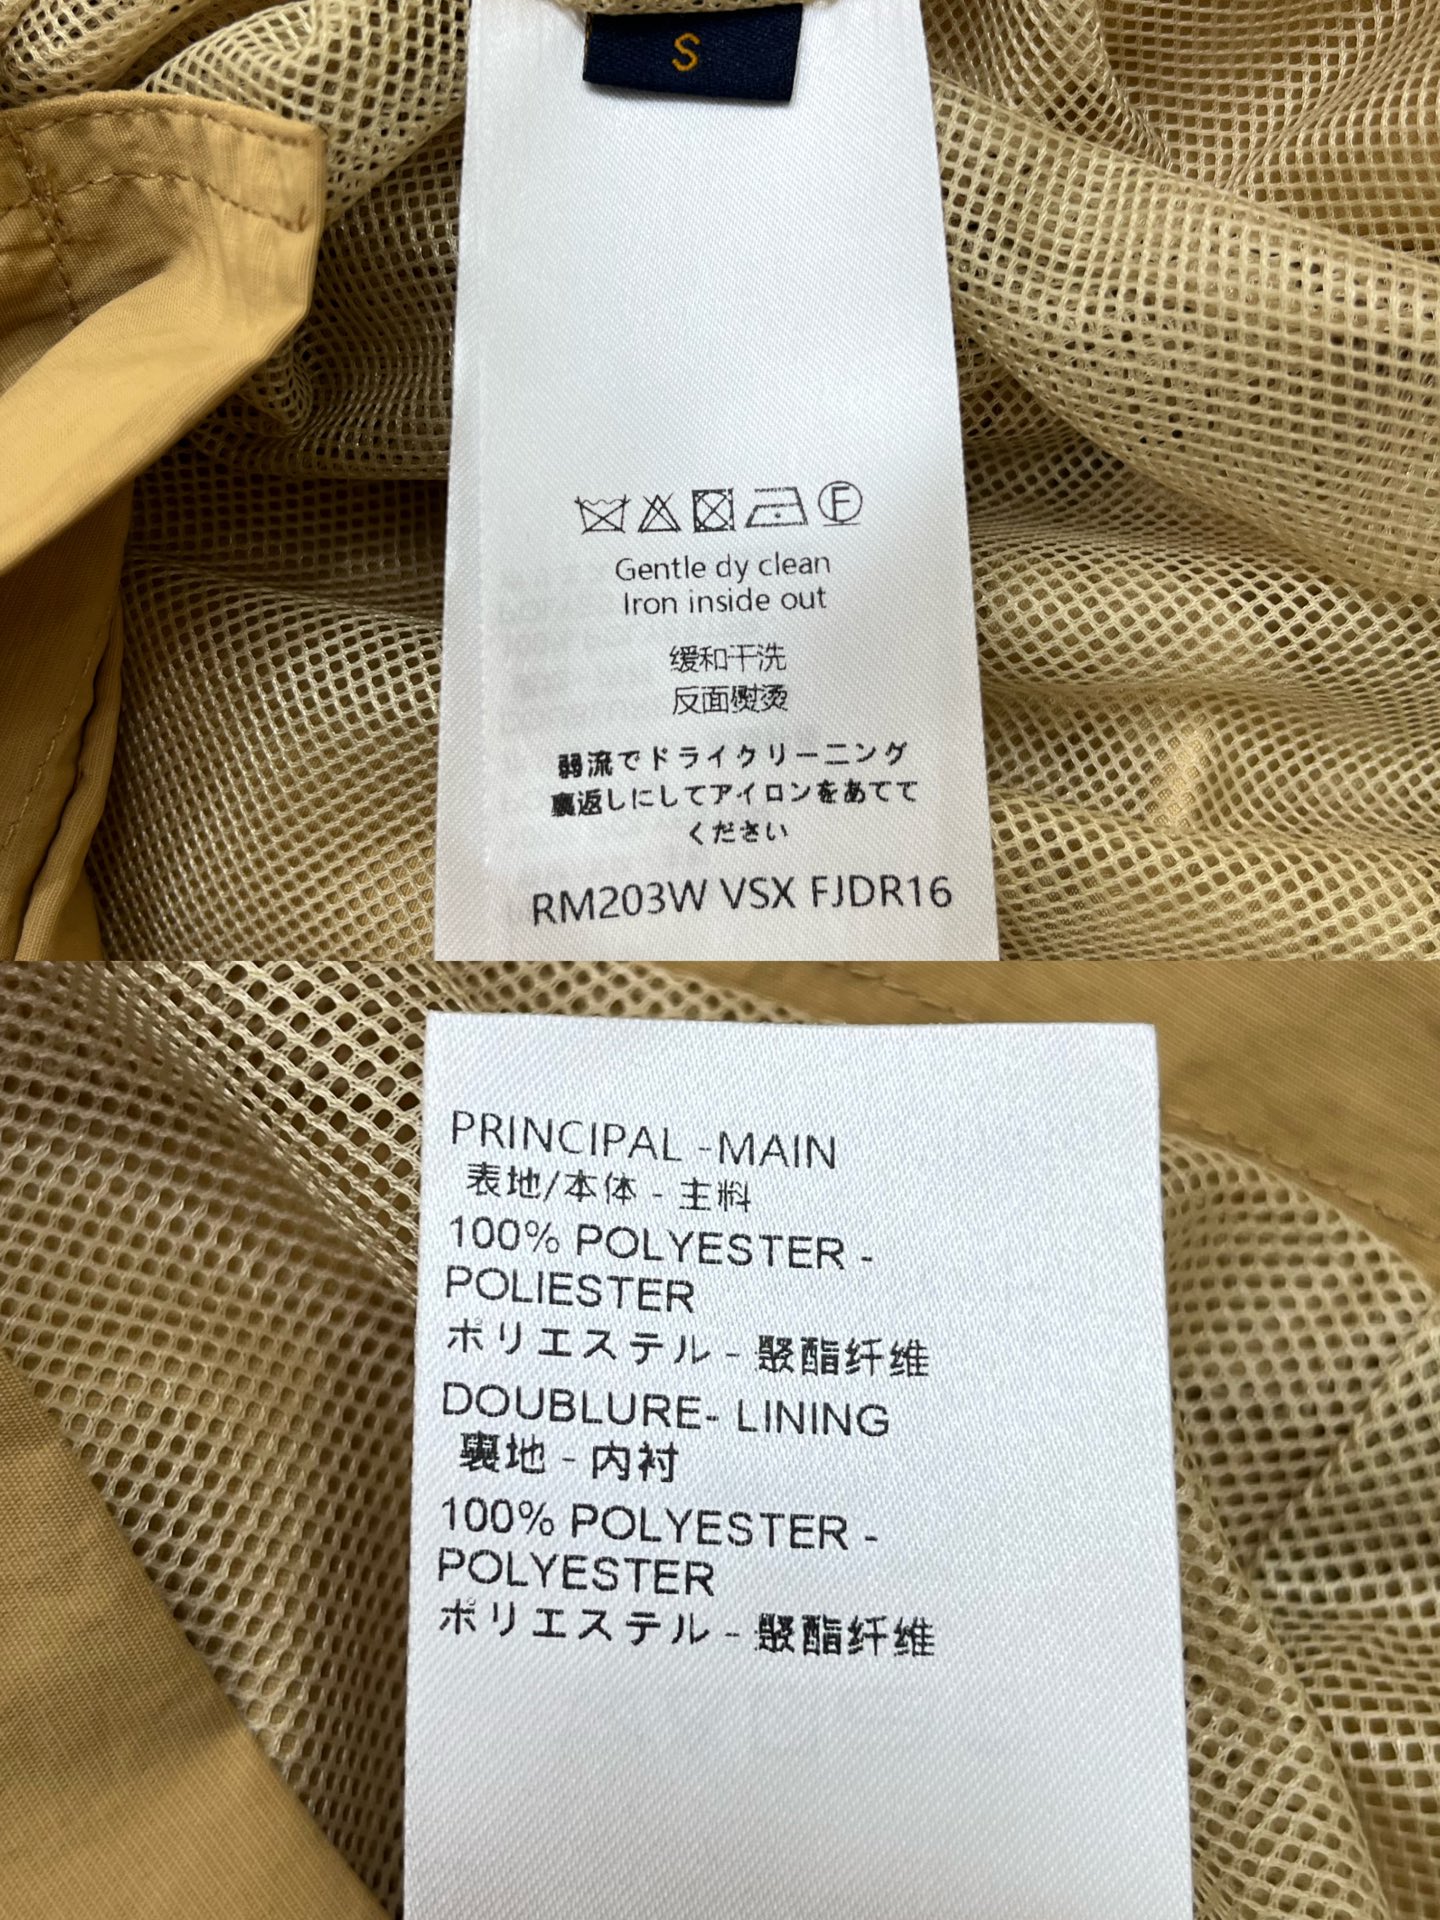 S
Gentle dy clean
Iron inside out
缓和干洗
反面熨烫
弱流でドライクリーニング
裏返しにしてアイロンをあてて
ください
RM203W VSX FJDR16
PRINCIPAL -MAIN
表地/本体 - 主料
100% POLYESTER -
POLIESTER
ポリエステル - 聚酯纤维
DOUBLURE- LINING
裏地 - 内衬
100% POLYESTER -
POLYESTER
ポリエステル - 聚酯纤维